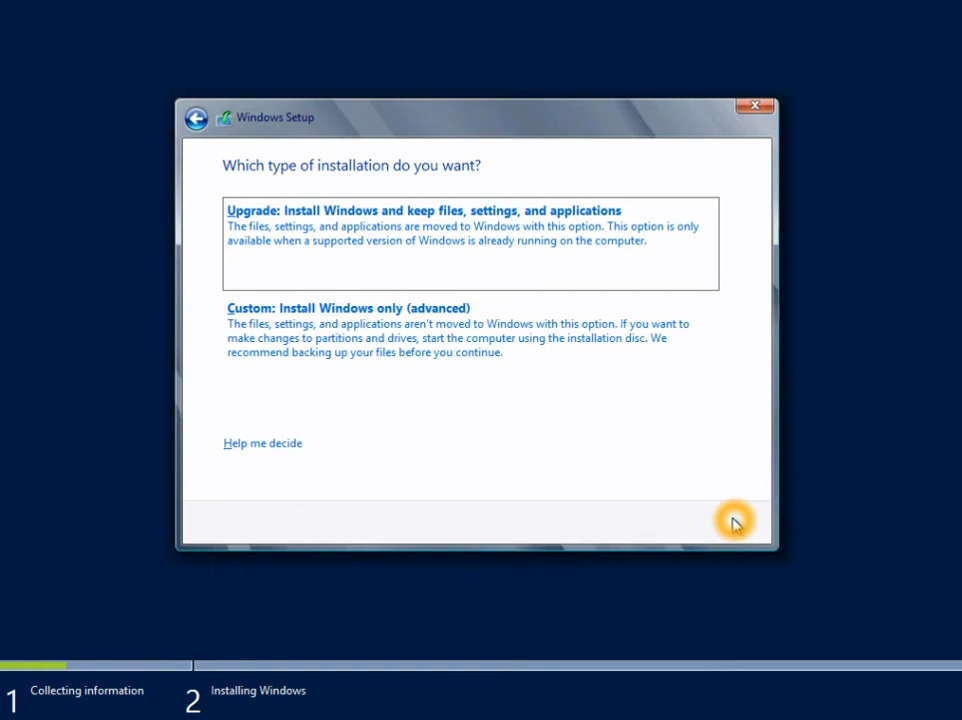 Windows Setup
Which type of installation do you want?
Upgrade: Install Windows and keep files, settings, and applications
The files, settings, and applications are moved to Windows with this option. This option is only
available when a supported version of Windows is already running on the computer.
Custom: Install Windows only (advanced)
The files, settings, and applications aren't moved to Windows with this option. If you want to
make changes to partitions and drives, start the computer using the installation disc. We
recommend backing up your files before you continue.
Help me decide
1 Collecting information
2 Installing Windows